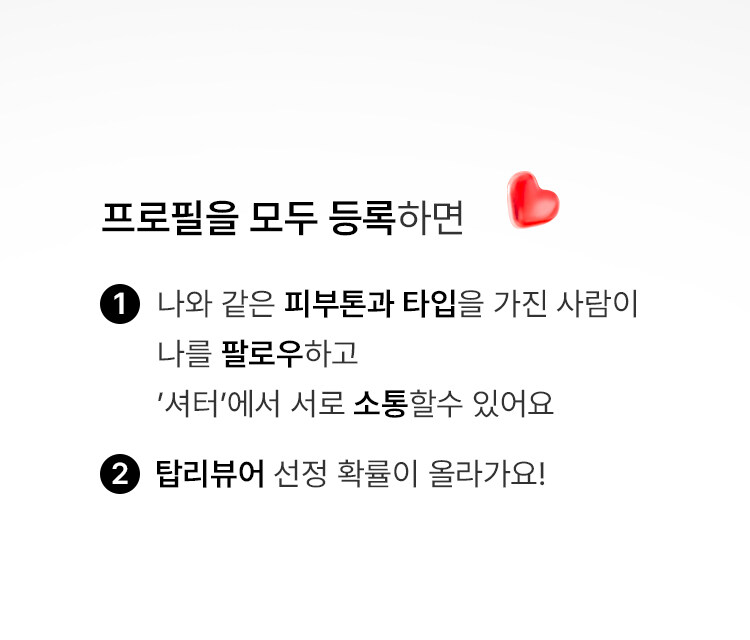 프로필을 모두 등록하면
1 나와 같은 피부톤과 타입을 가진 사람이
나를 팔로우하고
'셔터'에서 서로 소통할수 있어요
2 탑리뷰어 선정 확률이 올라가요!